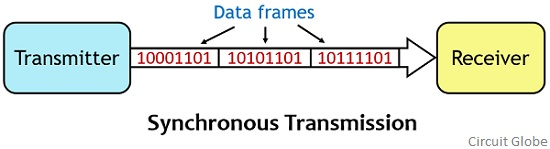 Data frames
Transmitter 10001101 10101101 10111101 Receiver
Synchronous Transmission
Circuit Globe